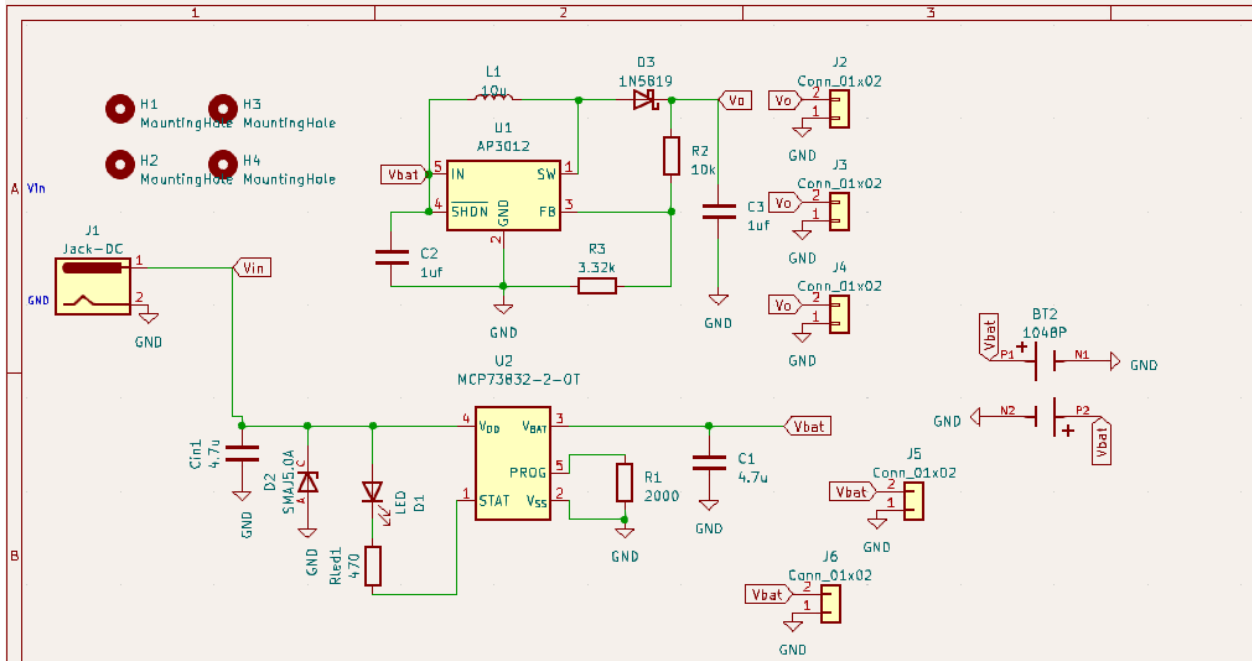 1 2 3
A
B
H1
MountingHole
H3
MountingHole
H2
MountingHole
H4
MountingHole
Vin
GND
J1
Jack-DC
1
2
GND
Vin
L1
10u
D3
1N5819
Vo
U1
AP3012
Vbat
5 IN
SW 1
4 SHDN
FB 3
GND
2
R2
10k
C2
1uf
R3
3.32k
C3
1uf
GND
GND
J2
Conn_01x02
Vo 2
1
GND
J3
Conn_01x02
Vo 2
1
GND
J4
Conn_01x02
Vo 2
1
GND
BT2
1048P
Vbat
P1
+
N1
GND
GND
N2
P2
+
Vbat
U2
MCP73832-2-OT
4 VDD
VBAT 3
PROG 5
1 STAT
VSS 2
Vbat
Cin1
4.7u
GND
D2
SMAJ5.0A
C
A
GND
LED
D1
Rled1
470
R1
2000
GND
C1
4.7u
GND
J5
Conn_01x02
Vbat 2
1
GND
J6
Conn_01x02
Vbat 2
1
GND